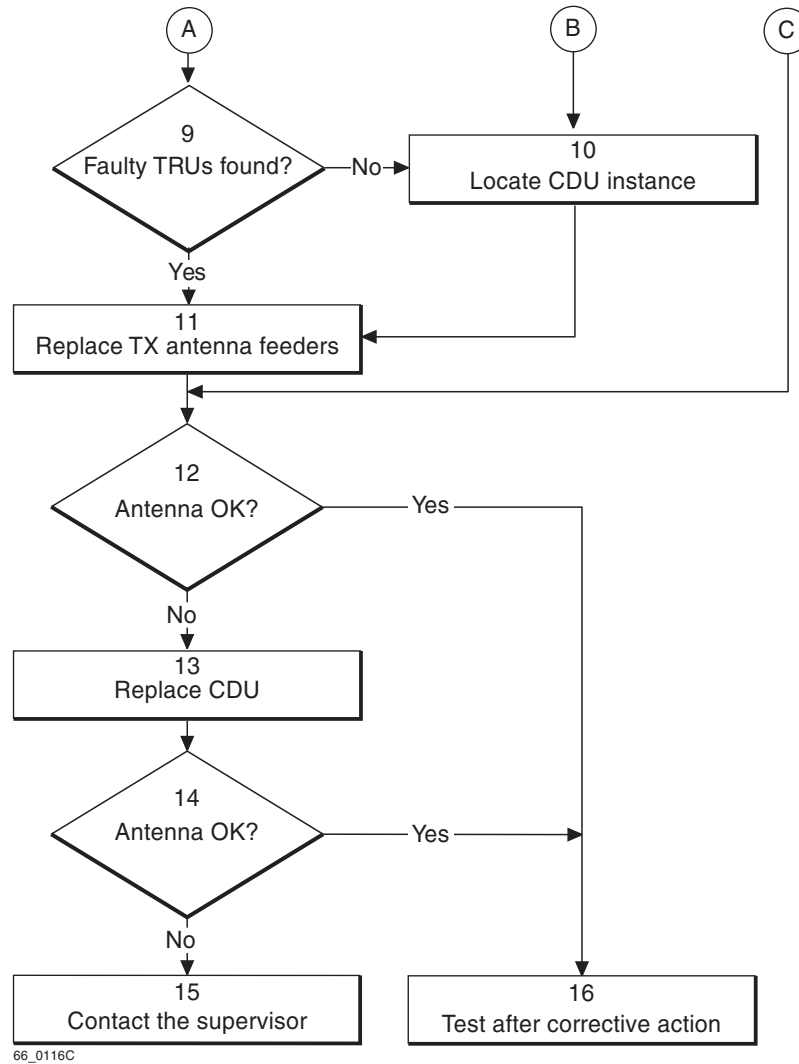 A
B
C
9
Faulty TRUs found?
No
10
Locate CDU instance
Yes
11
Replace TX antenna feeders
12
Antenna OK?
Yes
No
13
Replace CDU
14
Antenna OK?
Yes
No
15
Contact the supervisor
16
Test after corrective action
66_0116C